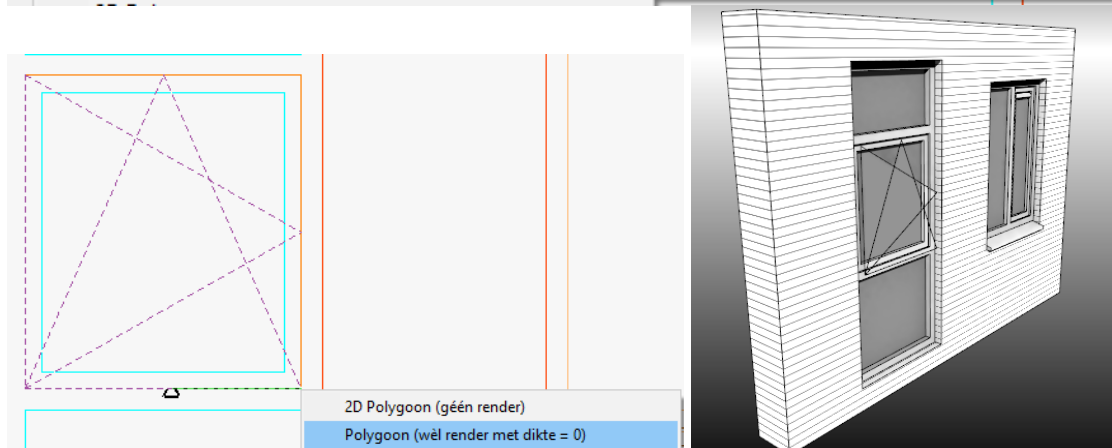 2D Polygoon (géén render)
Polygoon (wèl render met dikte = 0)